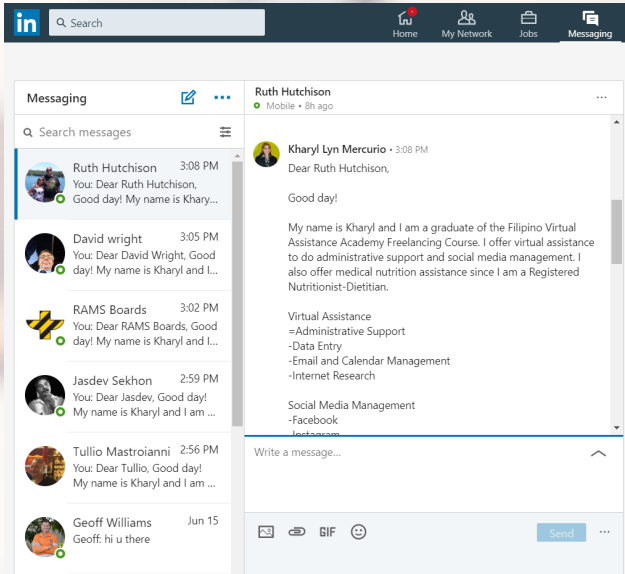 in
Search
Home
My Network
Jobs
Messaging
Messaging
Search messages
Ruth Hutchison 3:08 PM
You: Dear Ruth Hutchison,
Good day! My name is Khary...
David wright 3:05 PM
You: Dear David Wright, Good
day! My name is Kharyl and I...
RAMS Boards 3:02 PM
You: Dear RAMS Boards, Good
day! My name is Kharyl and I...
Jasdev Sekhon 2:59 PM
You: Dear Jasdev, Good day!
My name is Kharyl and I am ...
Tullio Mastroianni 2:56 PM
You: Dear Tullio, Good day!
My name is Kharyl and I am ...
Geoff Williams Jun 15
Geoff: hi u there
Ruth Hutchison
Mobile • 8h ago
Kharyl Lyn Mercurio • 3:08 PM
Dear Ruth Hutchison,
Good day!
My name is Kharyl and I am a graduate of the Filipino Virtual
Assistance Academy Freelancing Course. I offer virtual assistance
to do administrative support and social media management. I
also offer medical nutrition assistance since I am a Registered
Nutritionist-Dietitian.
Virtual Assistance
=Administrative Support
-Data Entry
-Email and Calendar Management
-Internet Research
Social Media Management
-Facebook
-Instagram
Write a message...
GIF
Send